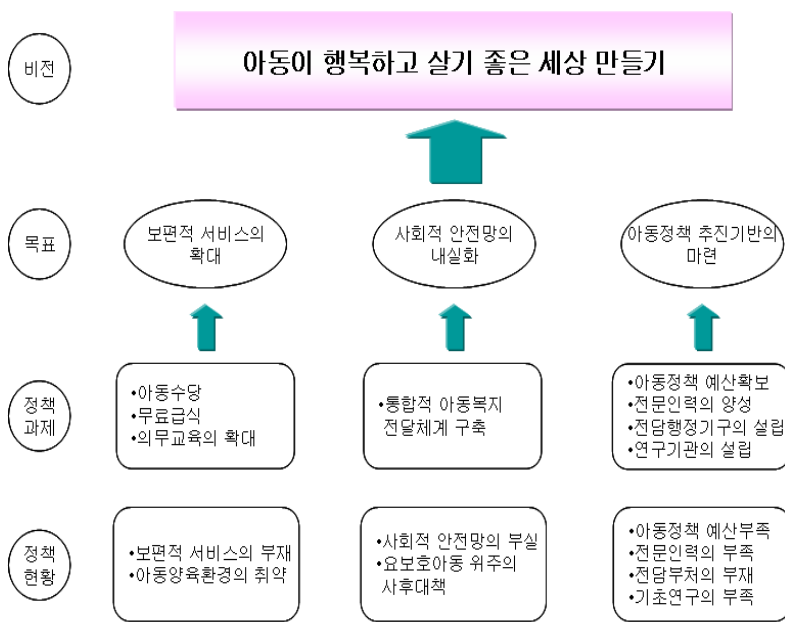 비전
아동이 행복하고 살기 좋은 세상 만들기
목표
보편적 서비스의
확대
사회적 안전망의
내실화
아동정책 추진기반의
마련
정책
과제
•아동수당
•무료급식
•의무교육의 확대
•통합적 아동복지
전달체계 구축
•아동정책 예산확보
•전문인력의 양성
•전담행정기구의 설립
•연구기관의 설립
정책
현황
•보편적 서비스의 부재
•아동양육환경의 취약
•사회적 안전망의 부실
•요보호아동 위주의
사후대책
•아동정책 예산부족
•전문인력의 부족
•전담부처의 부재
•기초연구의 부족